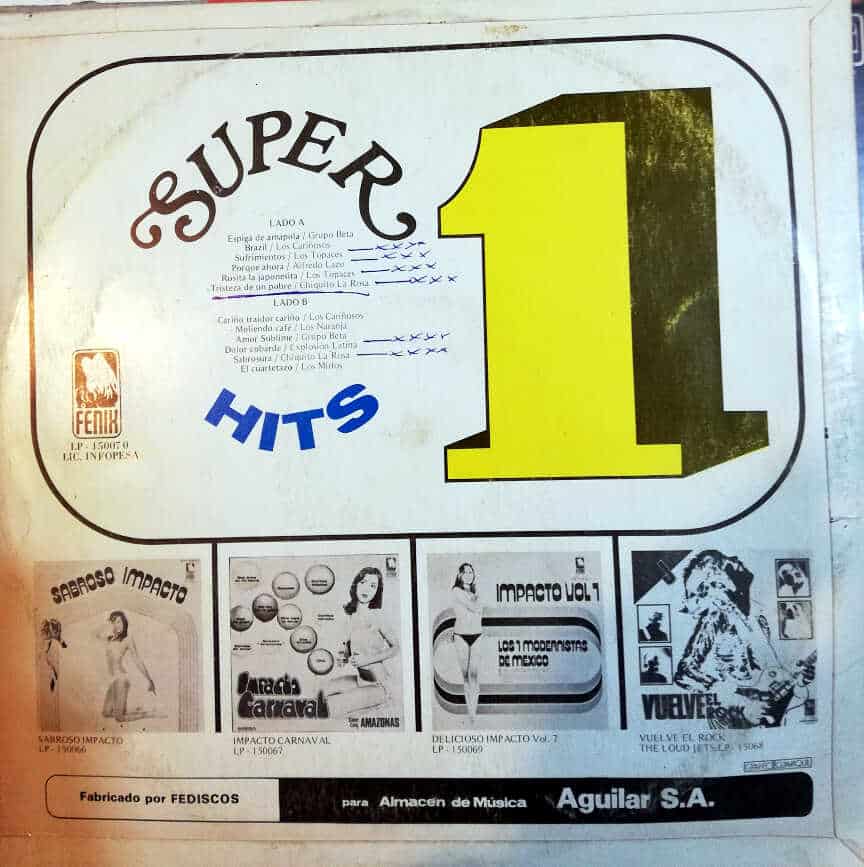 SUPER
1
LADO A
Espiga de amapola / Grupo Beta
Brazil / Los Cariñosos
Sufrimientos / Los Topaces
Porque ahora / Alfredo Lazo
Rosita la japonesita / Los Topaces
Tristeza de un pobre / Chiquito La Rosa
LADO B
Cariño traidor cariño / Los Cariñosos
Moliendo café / Los Naranja
Amor Sublime / Grupo Beta
Dolor cobarde / Explosión Latina
Sabrosura / Chiquito La Rosa
El cuartetazo / Los Mirlos
HITS
FENIX
LP - 150070
LIC. INFOPESA
SABROSO IMPACTO
Impacto
Carnaval
AMAZONAS
IMPACTO VOL 7
LOS 7 MODERNISTAS
DE MEXICO
VUELVE EL
ROCK
SABROSO IMPACTO
LP - 150066
IMPACTO CARNAVAL
LP - 150067
DELICIOSO IMPACTO Vol. 7
LP - 150069
VUELVE EL ROCK
THE LOUD JETS LP - 15068
Fabricado por FEDISCOS
para Almacen de Música Aguilar S.A.